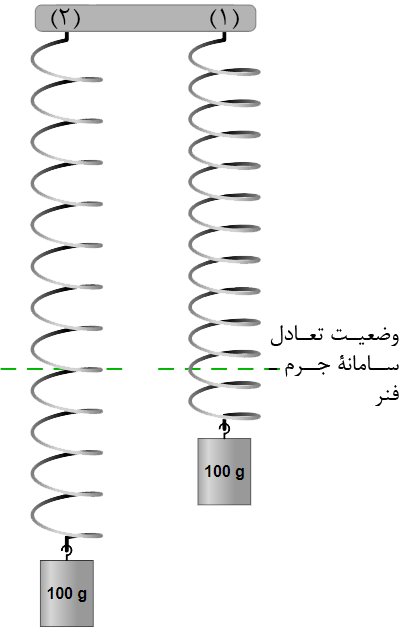 (۲) (۱)
وضعیت تعادل
سامانهٔ جرم _
فنر
100 g
100 g